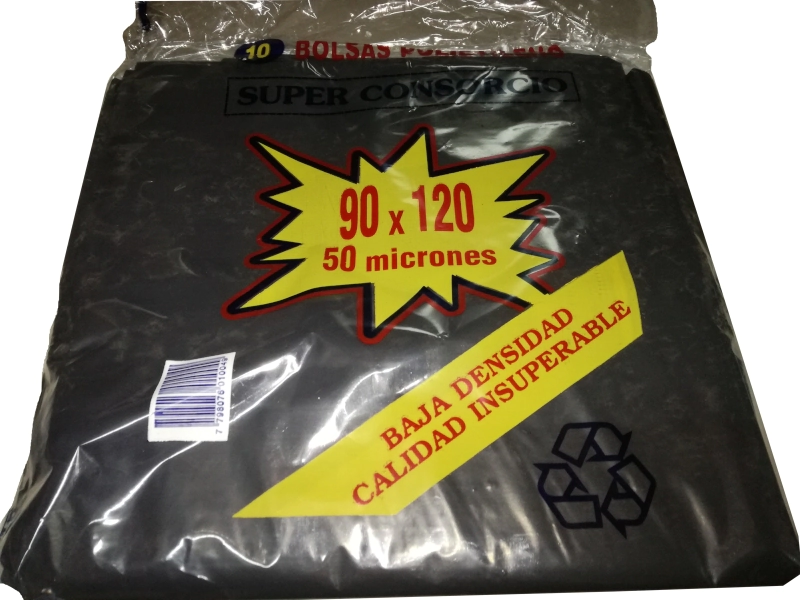 10 BOLSAS
SUPER CONSORCIO
90 x 120
50 micrones
BAJA DENSIDAD
CALIDAD INSUPERABLE